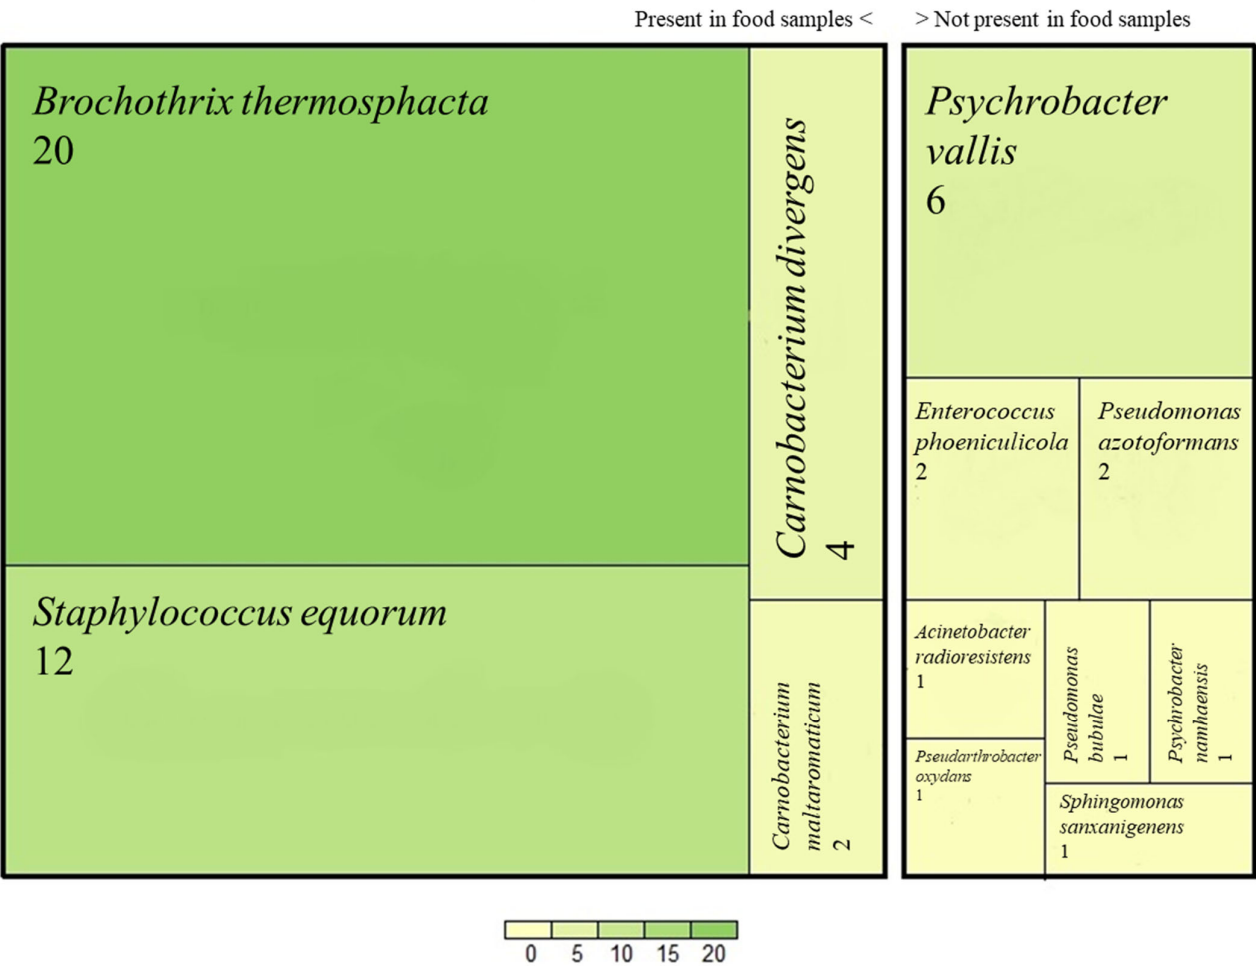 Present in food samples <
> Not present in food samples
Brochothrix thermosphacta
20
Staphylococcus equorum
12
Carnobacterium divergens
4
Carnobacterium
maltaromaticum
2
Psychrobacter
vallis
6
Enterococcus
phoeniculicola
2
Pseudomonas
azotoformans
2
Acinetobacter
radioresistens
1
Pseudarthrobacter
oxydans
1
Pseudomonas
bubulae
1
Psychrobacter
namhaensis
1
Sphingomonas
sanxanigenens
1
0 5 10 15 20